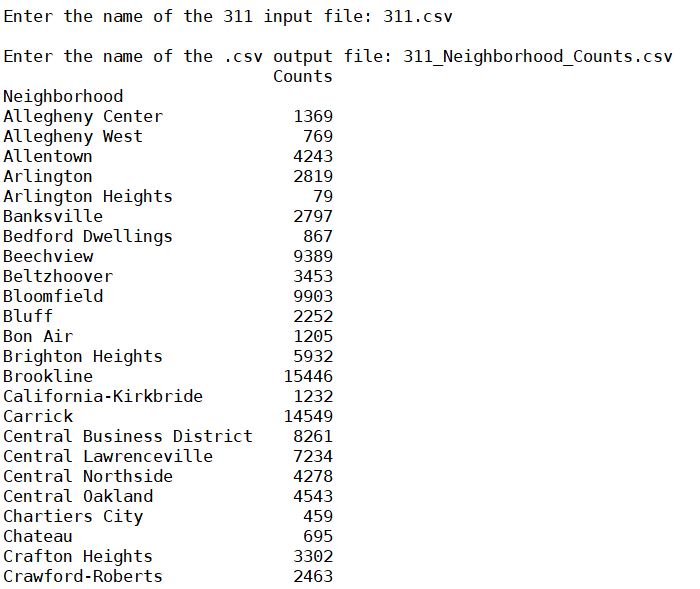 Enter the name of the 311 input file: 311.csv
Enter the name of the .csv output file: 311_Neighborhood_Counts.csv
Counts
Neighborhood
Allegheny Center 1369
Allegheny West 769
Allentown 4243
Arlington 2819
Arlington Heights 79
Banksville 2797
Bedford Dwellings 867
Beechview 9389
Beltzhoover 3453
Bloomfield 9903
Bluff 2252
Bon Air 1205
Brighton Heights 5932
Brookline 15446
California-Kirkbride 1232
Carrick 14549
Central Business District 8261
Central Lawrenceville 7234
Central Northside 4278
Central Oakland 4543
Chartiers City 459
Chateau 695
Crafton Heights 3302
Crawford-Roberts 2463